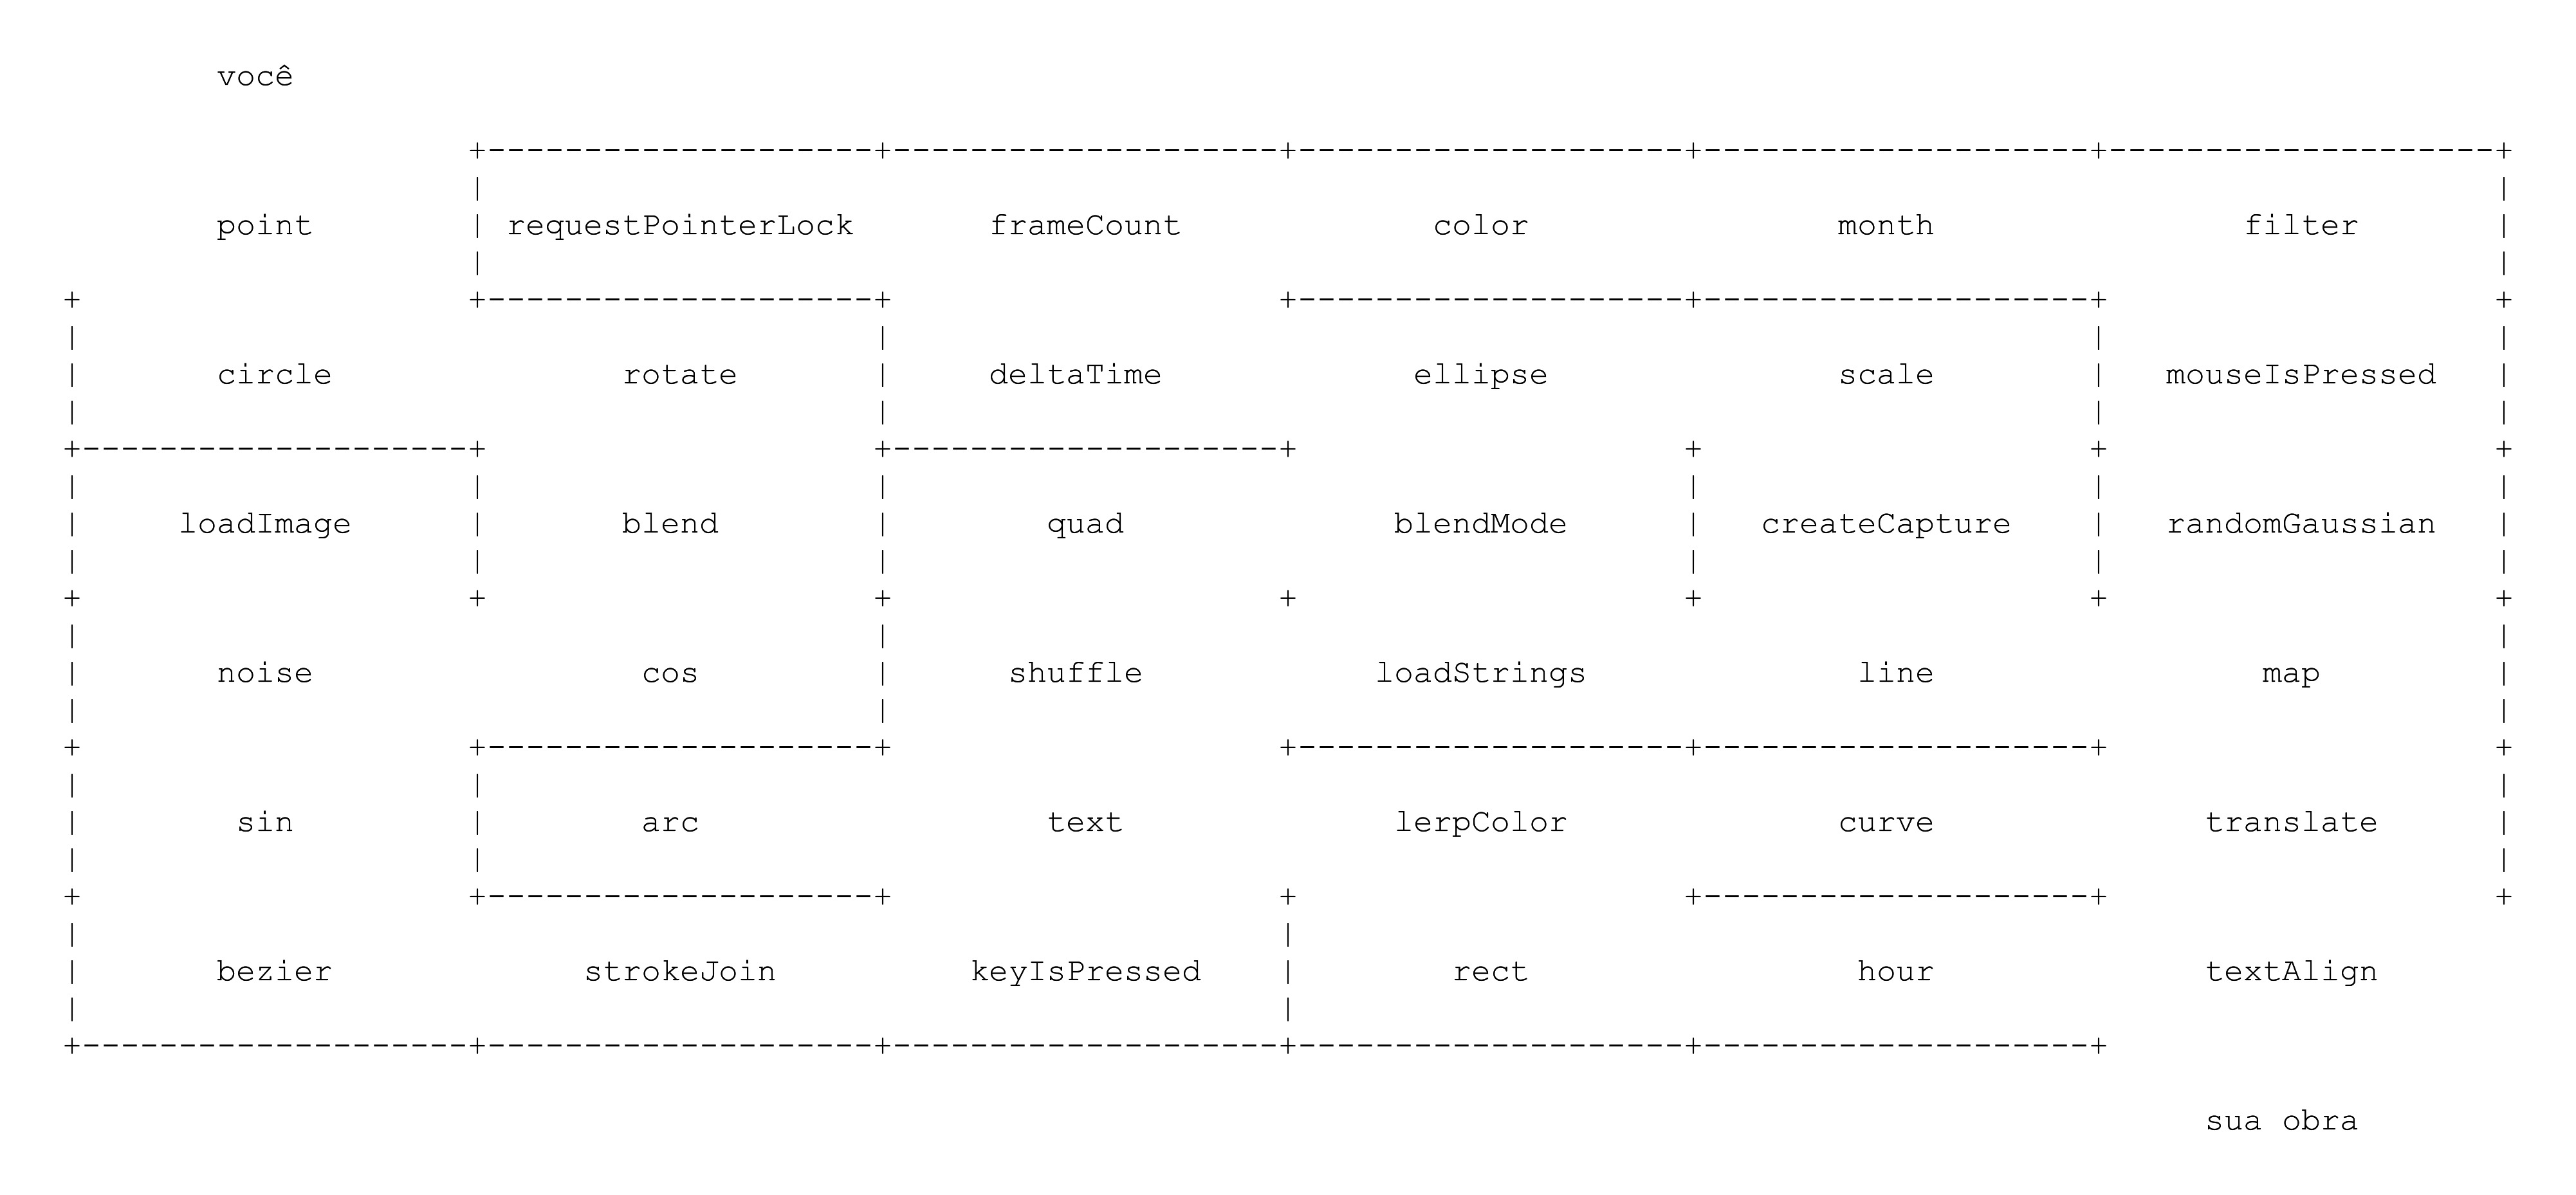 você
point requestPointerLock frameCount color month filter
circle rotate deltaTime ellipse scale mouseIsPressed
loadImage blend quad blendMode createCapture randomGaussian
noise cos shuffle loadStrings line map
sin arc text lerpColor curve translate
bezier strokeJoin keyIsPressed rect hour textAlign
sua obra